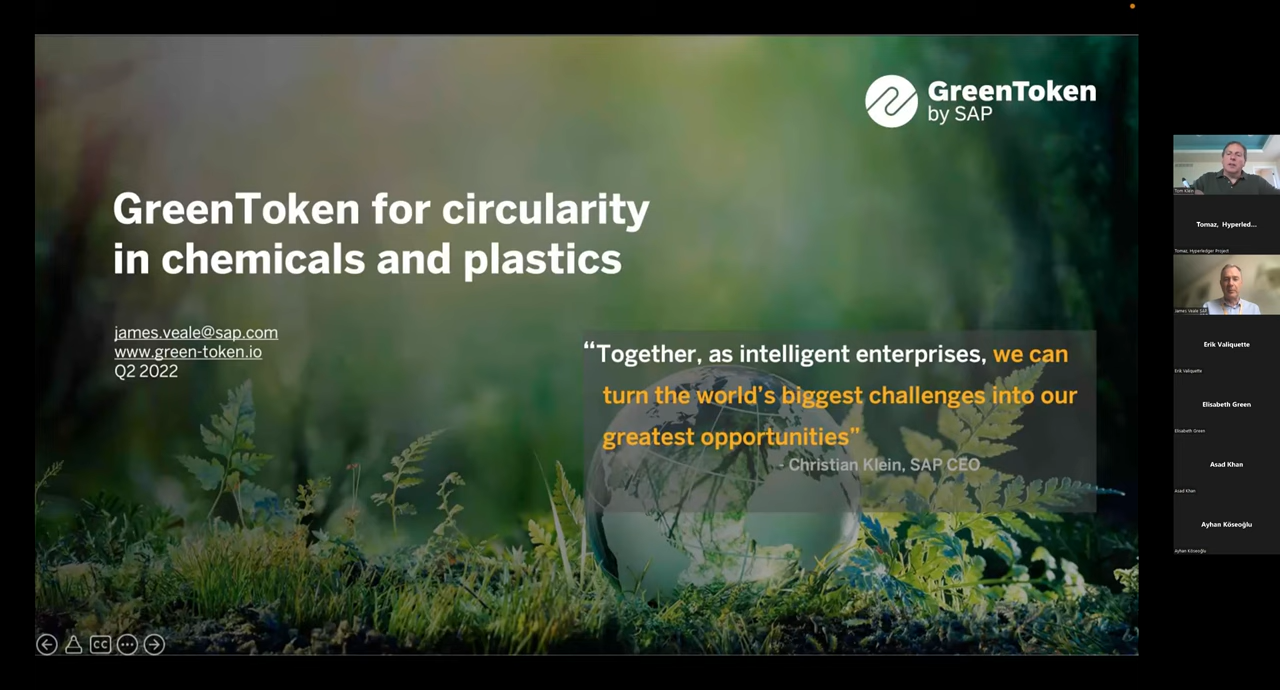 GreenToken
by SAP
GreenToken for circularity
in chemicals and plastics
james.veale@sap.com
www.green-token.io
Q2 2022
“Together, as intelligent enterprises, we can
turn the world’s biggest challenges into our
greatest opportunities”
- Christian Klein, SAP CEO
CC
Tom Klein
Tomaz, Hyperled...
Tomaz, Hyperledger Project
James Veale SAP
Erik Valiquette
Erik Valiquette
Elisabeth Green
Elisabeth Green
Asad Khan
Asad Khan
Ayhan Köseoğlu
Ayhan Köseoğlu